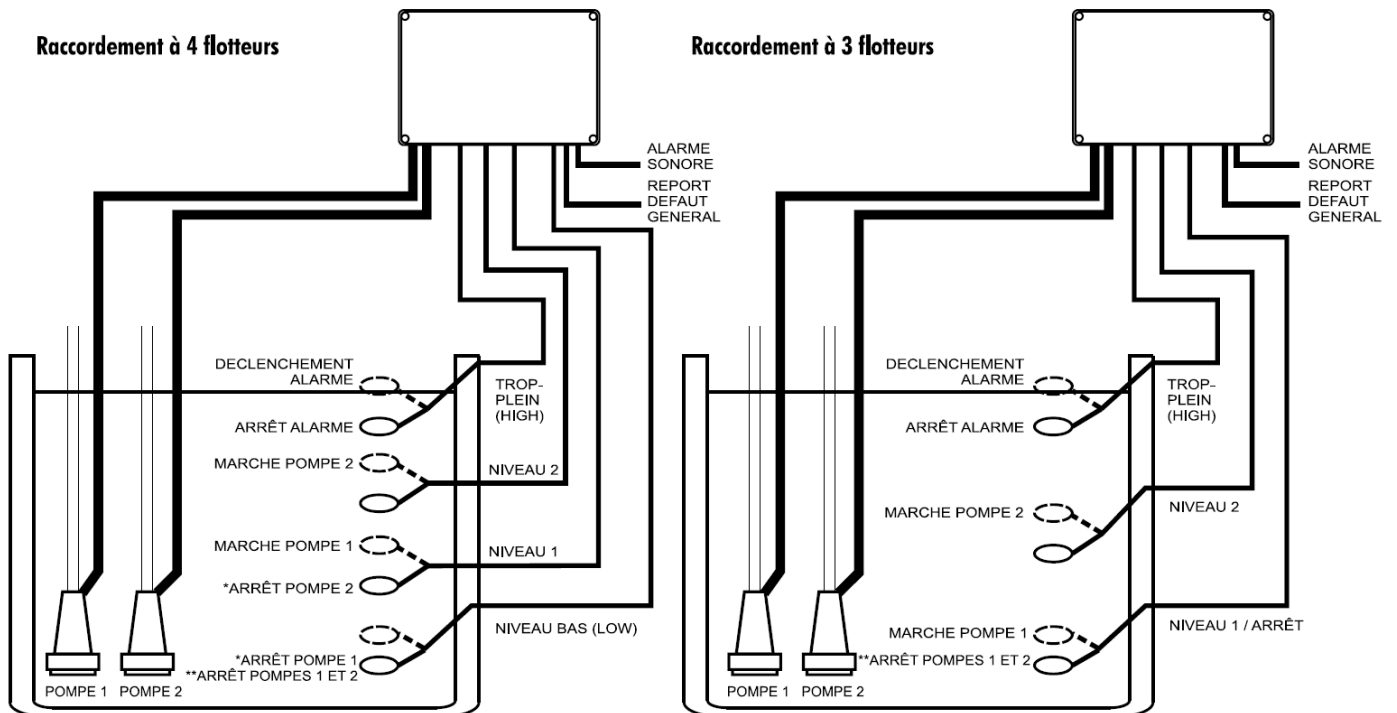 Raccordement à 4 flotteurs
ALARME
SONORE
REPORT
DEFAUT
GENERAL
DECLENCHEMENT
ALARME
ARRÊT ALARME
TROP-
PLEIN
(HIGH)
MARCHE POMPE 2
NIVEAU 2
MARCHE POMPE 1
NIVEAU 1
*ARRÊT POMPE 2
NIVEAU BAS (LOW)
*ARRÊT POMPE 1
**ARRÊT POMPES 1 ET 2
POMPE 1
POMPE 2
Raccordement à 3 flotteurs
ALARME
SONORE
REPORT
DEFAUT
GENERAL
DECLENCHEMENT
ALARME
ARRÊT ALARME
TROP-
PLEIN
(HIGH)
MARCHE POMPE 2
NIVEAU 2
MARCHE POMPE 1
NIVEAU 1 / ARRÊT
**ARRÊT POMPES 1 ET 2
POMPE 1
POMPE 2